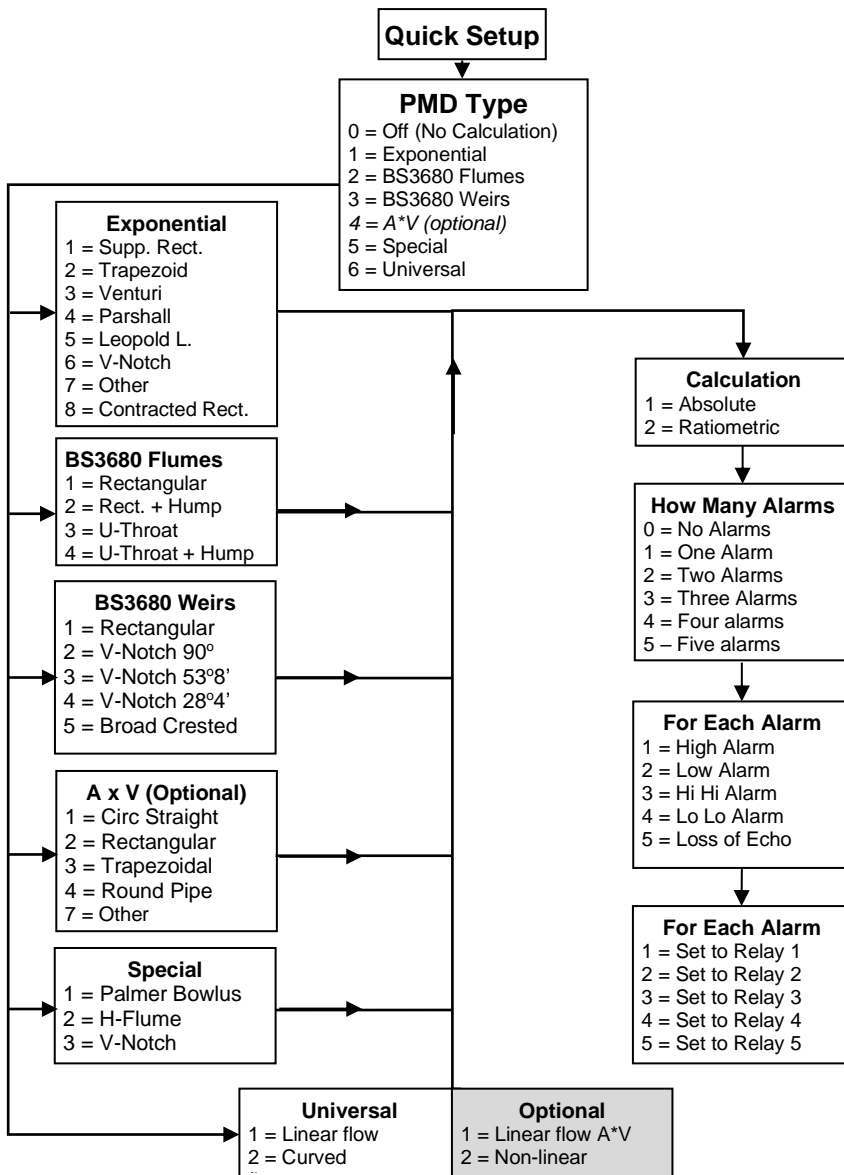 Quick Setup
PMD Type
0 = Off (No Calculation)
1 = Exponential
2 = BS3680 Flumes
3 = BS3680 Weirs
4 = A*V (optional)
5 = Special
6 = Universal
Exponential
1 = Supp. Rect.
2 = Trapezoid
3 = Venturi
4 = Parshall
5 = Leopold L.
6 = V-Notch
7 = Other
8 = Contracted Rect.
BS3680 Flumes
1 = Rectangular
2 = Rect. + Hump
3 = U-Throat
4 = U-Throat + Hump
BS3680 Weirs
1 = Rectangular
2 = V-Notch 90º
3 = V-Notch 53º8’
4 = V-Notch 28º4’
5 = Broad Crested
A x V (Optional)
1 = Circ Straight
2 = Rectangular
3 = Trapezoidal
4 = Round Pipe
7 = Other
Special
1 = Palmer Bowlus
2 = H-Flume
3 = V-Notch
Universal
1 = Linear flow
2 = Curved
Optional
1 = Linear flow A*V
2 = Non-linear
Calculation
1 = Absolute
2 = Ratiometric
How Many Alarms
0 = No Alarms
1 = One Alarm
2 = Two Alarms
3 = Three Alarms
4 = Four alarms
5 – Five alarms
For Each Alarm
1 = High Alarm
2 = Low Alarm
3 = Hi Hi Alarm
4 = Lo Lo Alarm
5 = Loss of Echo
For Each Alarm
1 = Set to Relay 1
2 = Set to Relay 2
3 = Set to Relay 3
4 = Set to Relay 4
5 = Set to Relay 5